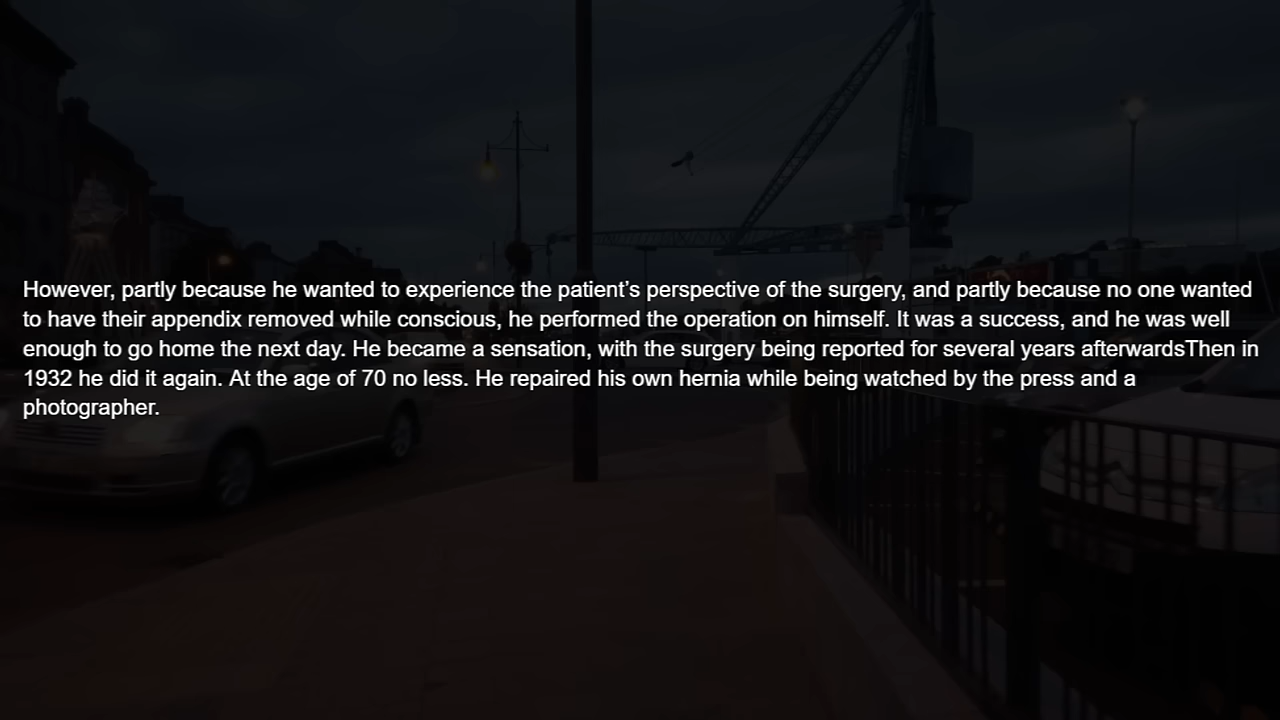 However, partly because he wanted to experience the patient’s perspective of the surgery, and partly because no one wanted
to have their appendix removed while conscious, he performed the operation on himself. It was a success, and he was well
enough to go home the next day. He became a sensation, with the surgery being reported for several years afterwardsThen in
1932 he did it again. At the age of 70 no less. He repaired his own hernia while being watched by the press and a
photographer.